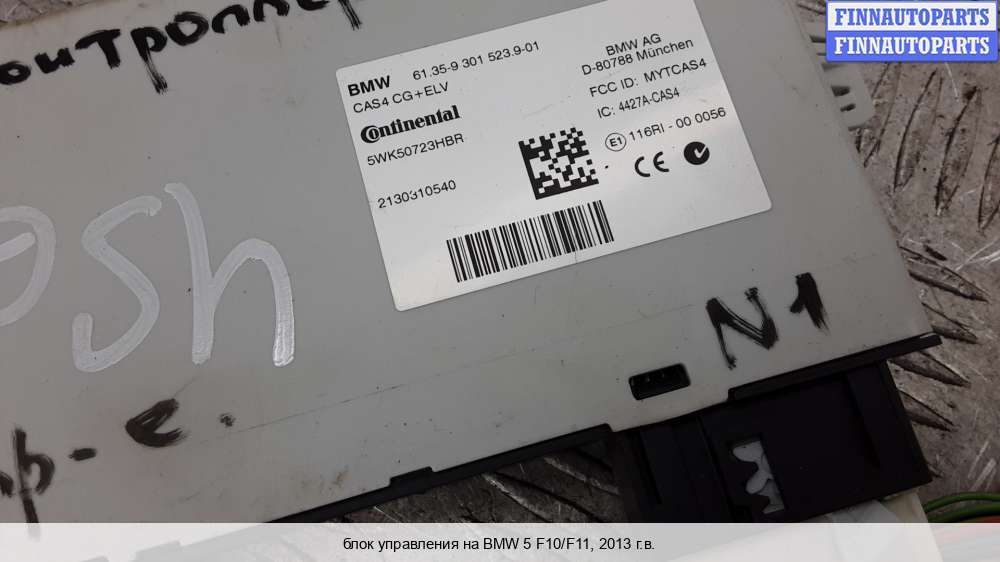 FINNAUTOPARTS
FINNAUTOPARTS
BMW 61.35-9 301 523.9-01
CAS4 CG+ELV
Continental
5WK50723HBR
2130310540
BMW AG
D-80788 München
FCC ID: MYTCAS4
IC: 4427A-CAS4
E1 116RI - 00 0056
CE
N1
блок управления на BMW 5 F10/F11, 2013 г.в.